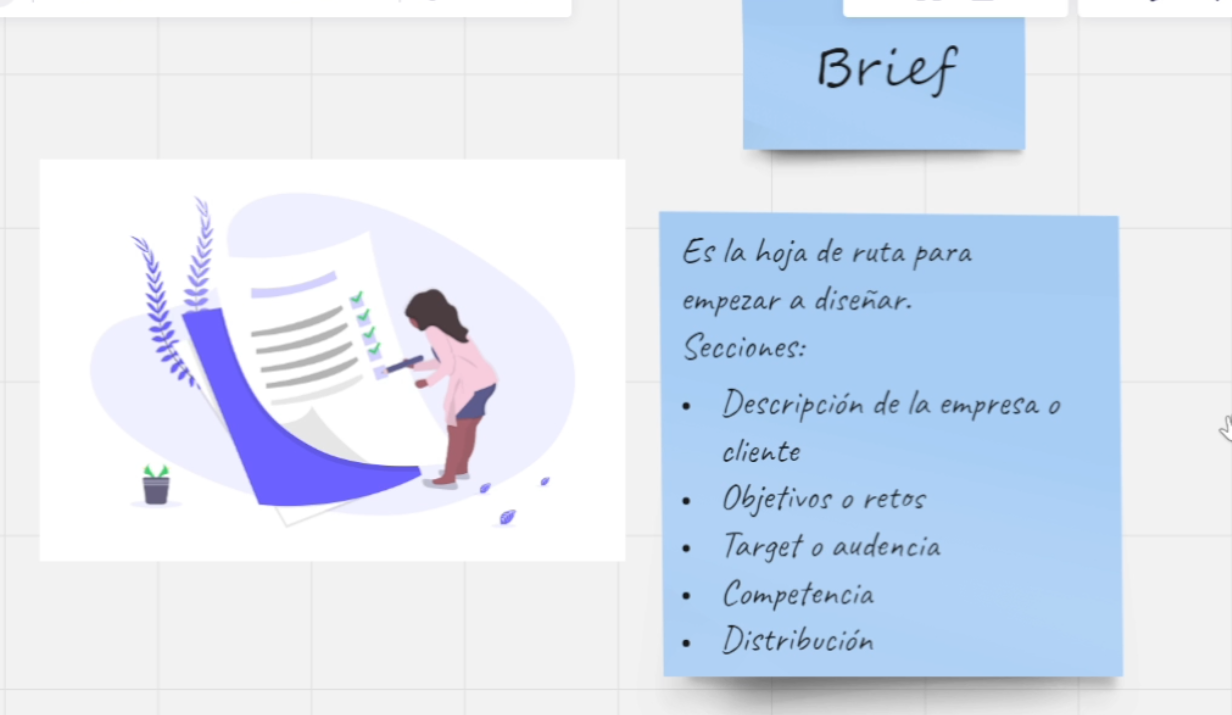 Brief
Es la hoja de ruta para
empezar a diseñar.
Secciones:
• Descripción de la empresa o
cliente
• Objetivos o retos
• Target o audencia
• Competencia
• Distribución